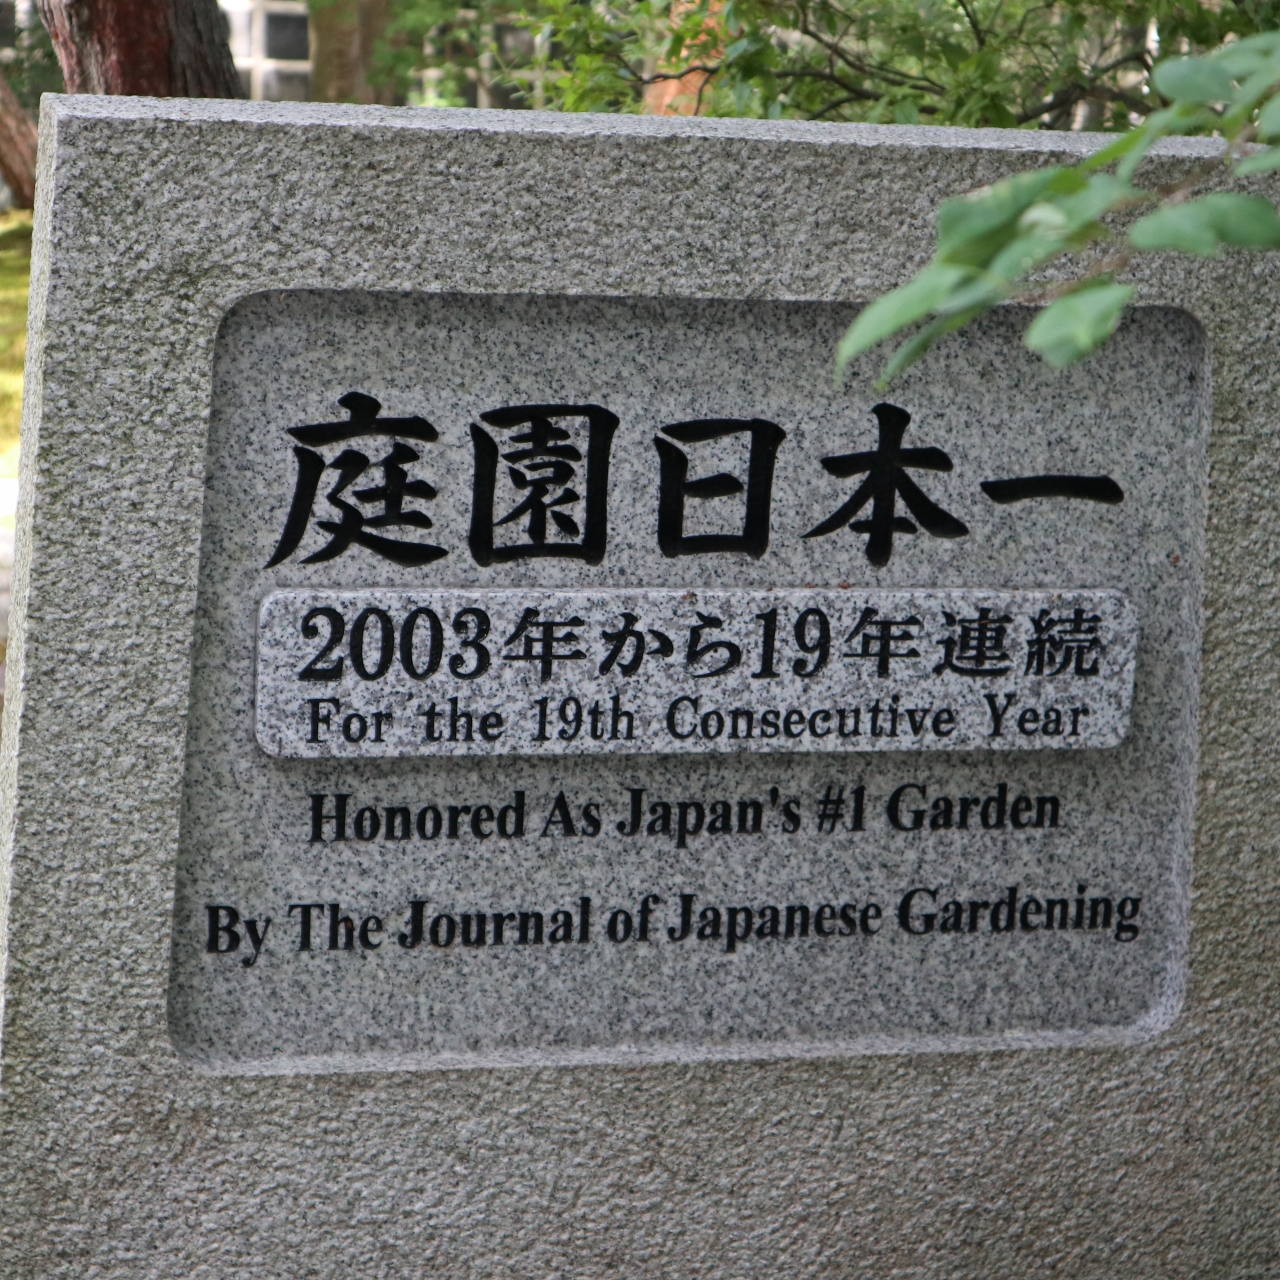 庭園日本一
2003年から19年連続
For the 19th Consecutive Year
Honored As Japan's #1 Garden
By The Journal of Japanese Gardening